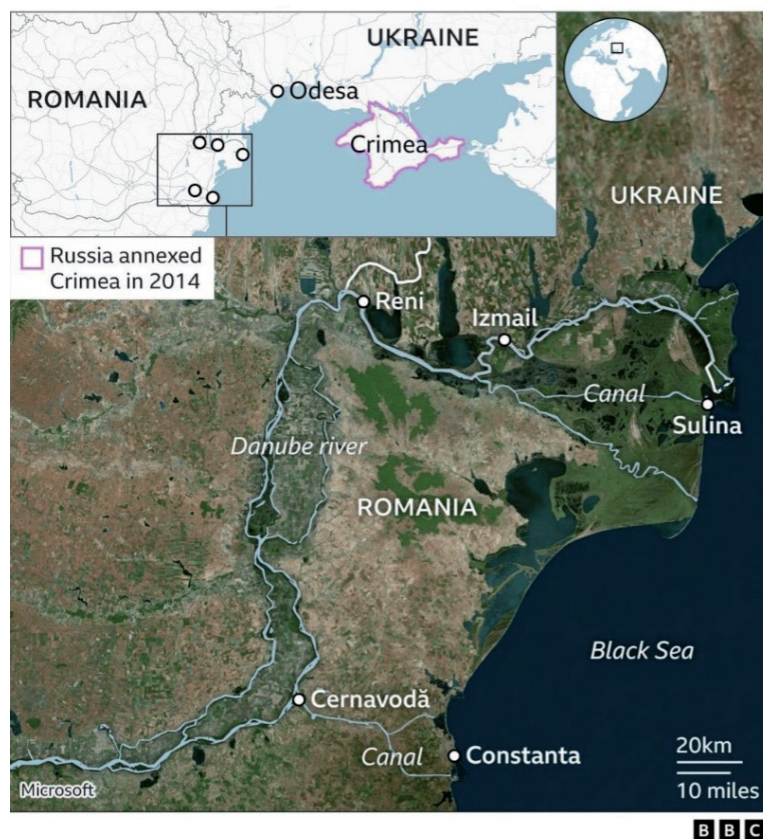 UKRAINE
ROMANIA
Odesa
Crimea
Russia annexed
Crimea in 2014
UKRAINE
Reni
Izmail
Canal
Sulina
Danube river
ROMANIA
Black Sea
Cernavodă
Canal
Constanta
20km
10 miles
Microsoft
BBC